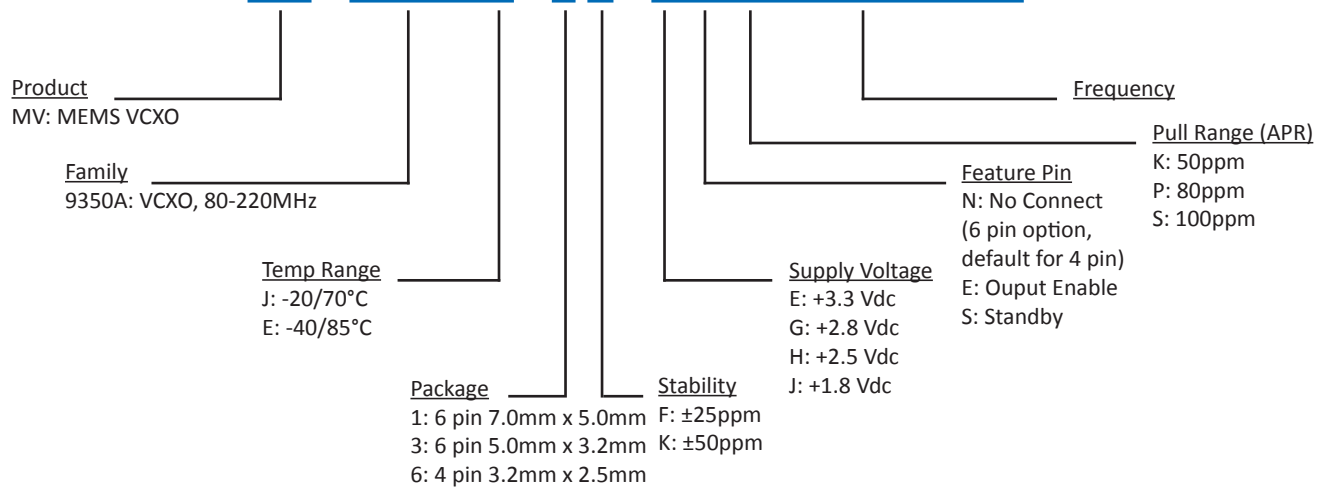 Product
MV: MEMS VCXO
Family
9350A: VCXO, 80-220MHz
Temp Range
J: -20/70°C
E: -40/85°C
Package
1: 6 pin 7.0mm x 5.0mm
3: 6 pin 5.0mm x 3.2mm
6: 4 pin 3.2mm x 2.5mm
Stability
F: ±25ppm
K: ±50ppm
Supply Voltage
E: +3.3 Vdc
G: +2.8 Vdc
H: +2.5 Vdc
J: +1.8 Vdc
Feature Pin
N: No Connect
(6 pin option,
default for 4 pin)
E: Ouput Enable
S: Standby
Pull Range (APR)
K: 50ppm
P: 80ppm
S: 100ppm
Frequency